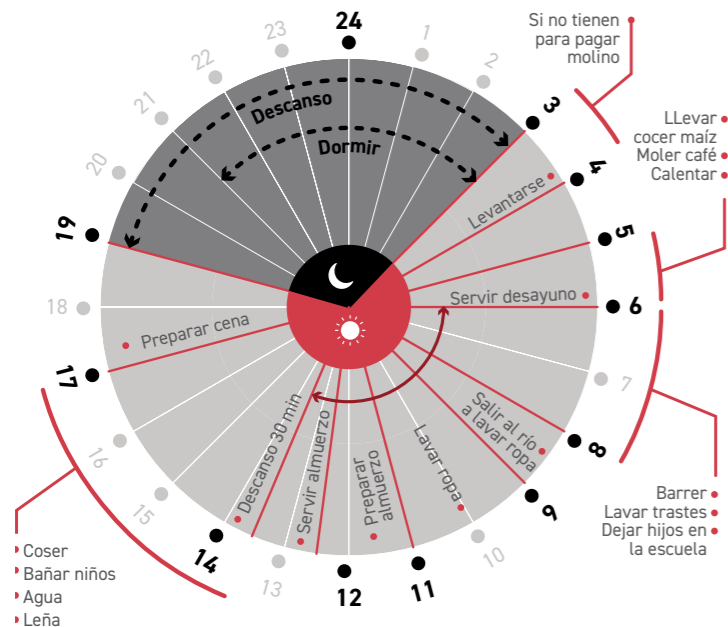 24
1
2
3
4
5
6
7
8
9
10
11
12
13
14
15
16
17
18
19
20
21
22
23
Descanso
Dormir
Si no tienen
para pagar
molino
Levantarse
LLevar
cocer maíz
Moler café
Calentar
Servir desayuno
Barrer
Lavar trastes
Dejar hijos en
la escuela
Salir al río
a lavar ropa
Lavar ropa
Preparar
almuerzo
Servir almuerzo
Descanso 30 min
Coser
Bañar niños
Agua
Leña
Preparar cena